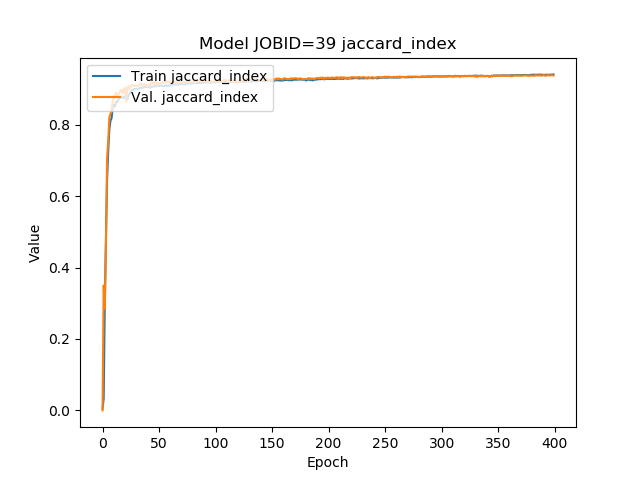 Model JOBID=39 jaccard_index
Train jaccard_index
Val. jaccard_index
Value
0.8
0.6
0.4
0.2
0.0
0 50 100 150 200 250 300 350 400
Epoch